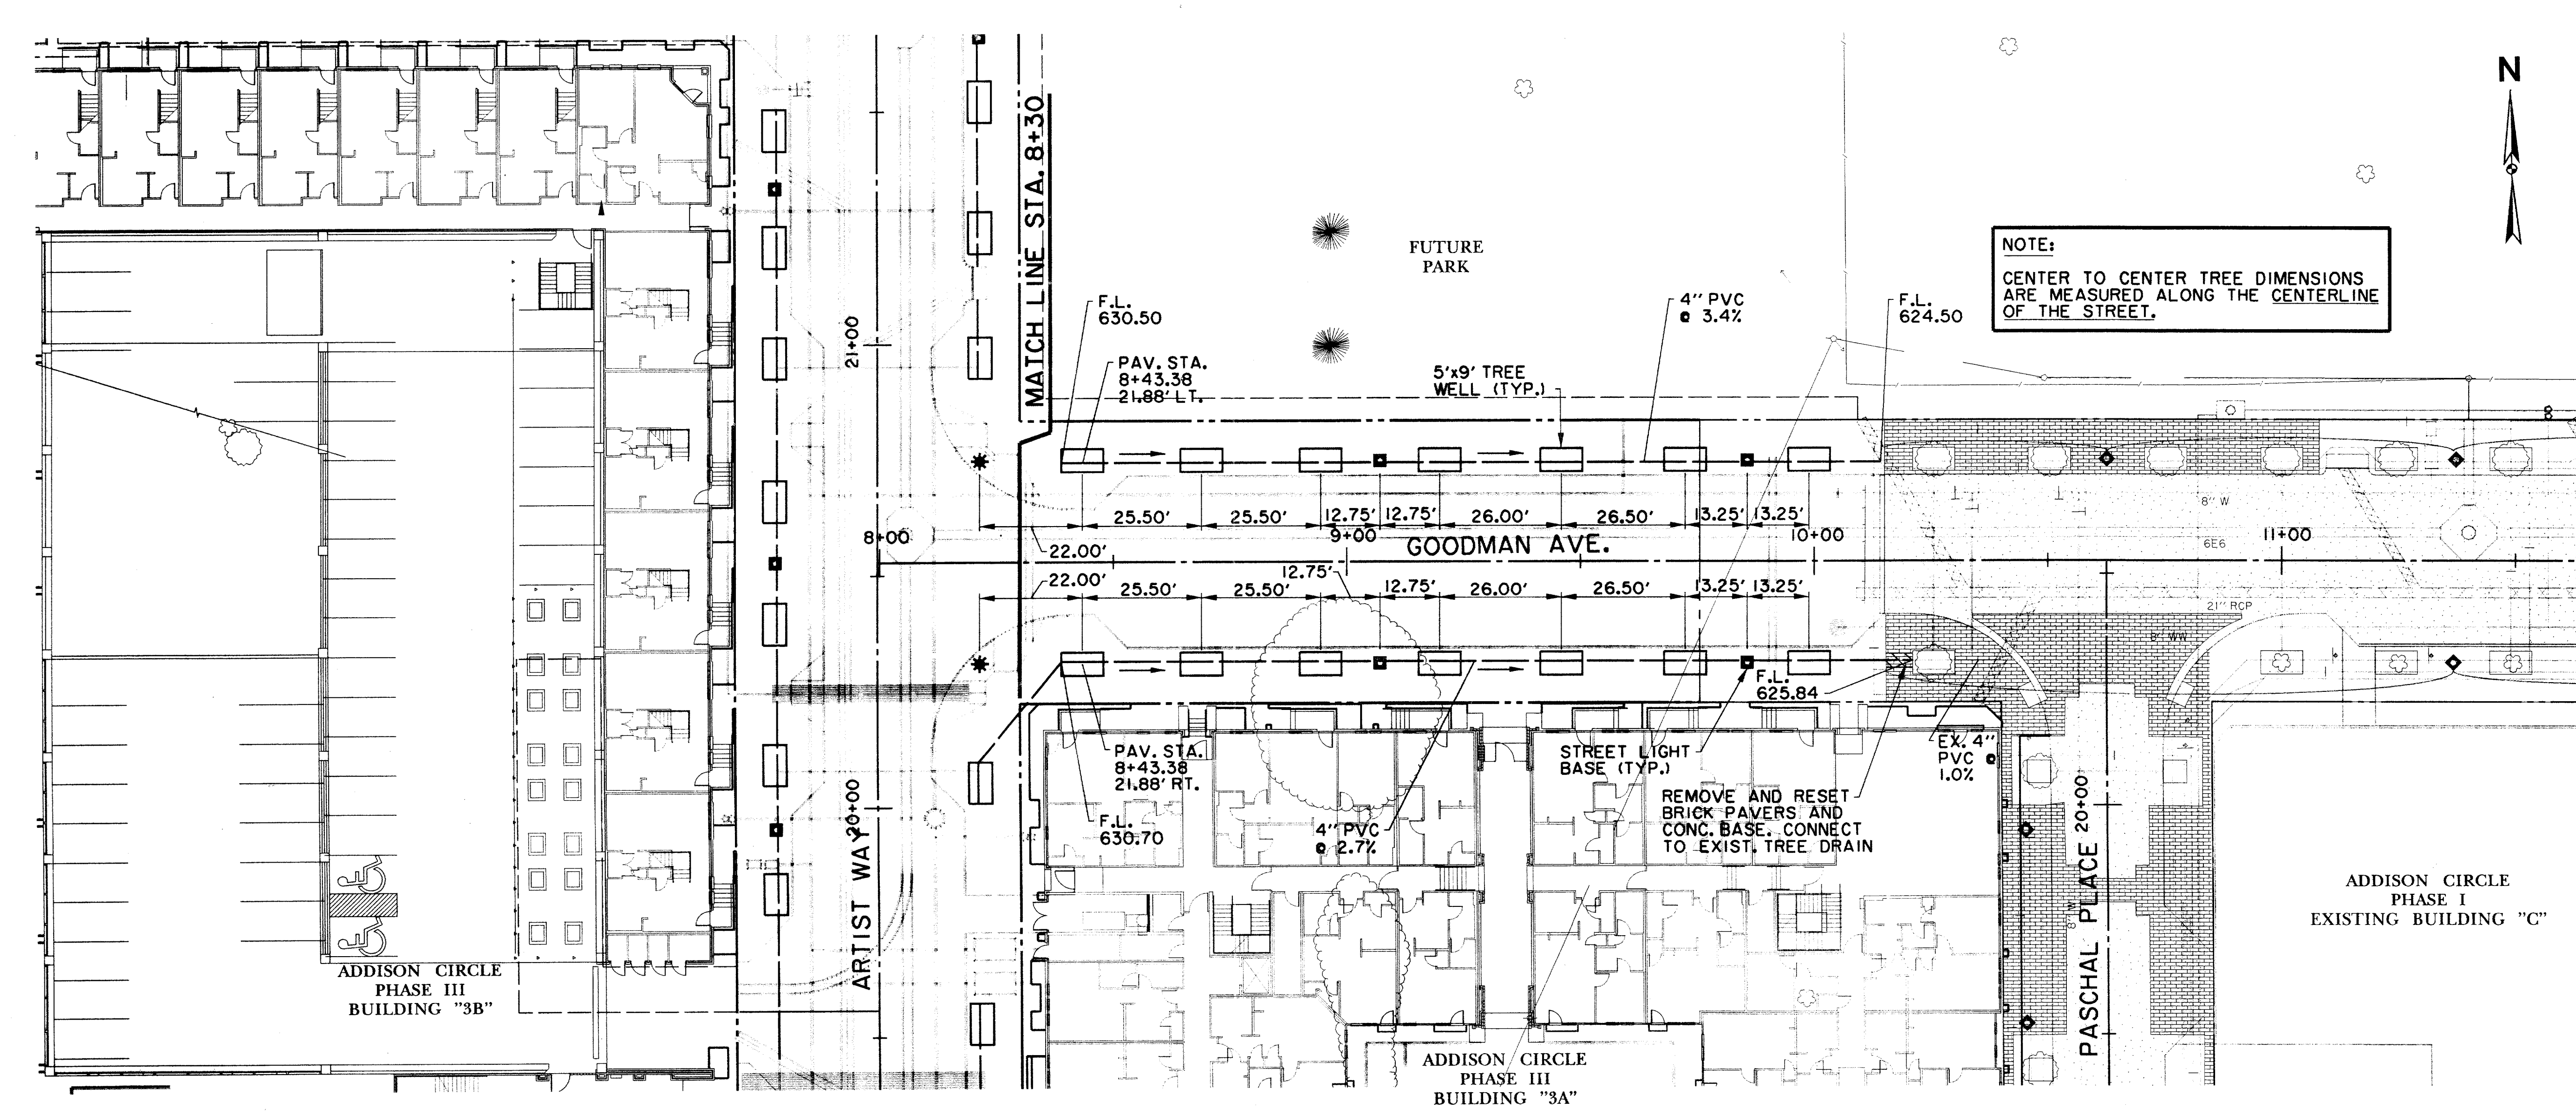 N
MATCH LINE STA. 8+30
FUTURE
PARK
NOTE:
CENTER TO CENTER TREE DIMENSIONS
ARE MEASURED ALONG THE CENTERLINE
OF THE STREET.
F.L.
630.50
4" PVC
@ 3.4%
F.L.
624.50
PAV. STA.
8+43.38
21.88' LT.
5'x9' TREE
WELL (TYP.)
21+00
25.50'
25.50'
12.75'
12.75'
26.00'
26.50'
13.25'
13.25'
22.00'
8+00
9+00
GOODMAN AVE.
10+00
11+00
8" W
6E6
22.00'
25.50'
25.50'
12.75'
12.75'
26.00'
26.50'
13.25'
13.25'
21" RCP
8" WW
F.L.
625.84
PAV. STA.
8+43.38
21.88' RT.
F.L.
630.70
4" PVC
@ 2.7%
STREET LIGHT
BASE (TYP.)
REMOVE AND RESET
BRICK PAVERS AND
CONC. BASE. CONNECT
TO EXIST. TREE DRAIN
EX. 4"
PVC @
1.0%
20+00
ARTIST WAY
PASCHAL PLACE 20+00
8" W
ADDISON CIRCLE
PHASE I
EXISTING BUILDING "C"
ADDISON CIRCLE
PHASE III
BUILDING "3B"
ADDISON CIRCLE
PHASE III
BUILDING "3A"